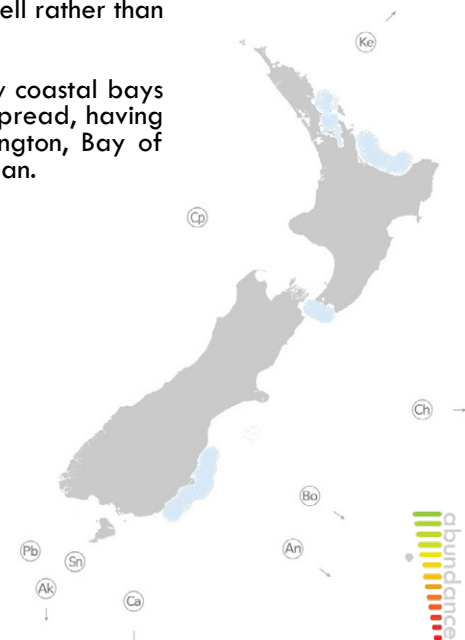 ell rather than
y coastal bays
pread, having
ngton, Bay of
an.
Ke
Cp
Ch
Bo
An
Pb
Sn
Ak
Ca
abundance